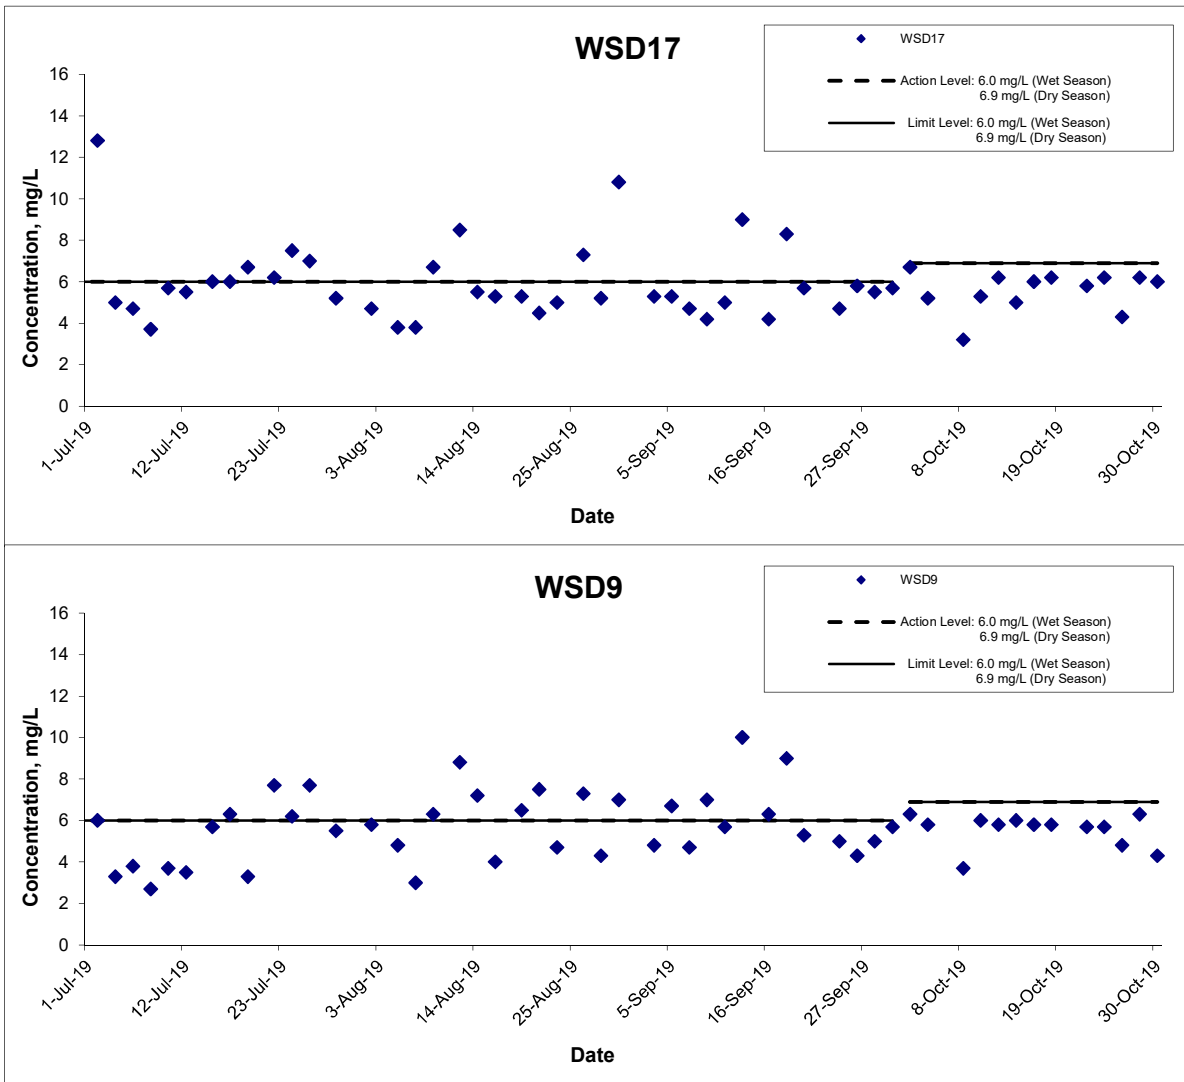 WSD17
WSD17
Action Level: 6.0 mg/L (Wet Season)
6.9 mg/L (Dry Season)
Limit Level: 6.0 mg/L (Wet Season)
6.9 mg/L (Dry Season)
Concentration, mg/L
16
14
12
10
8
6
4
2
0
1-Jul-19
12-Jul-19
23-Jul-19
3-Aug-19
14-Aug-19
25-Aug-19
5-Sep-19
16-Sep-19
27-Sep-19
8-Oct-19
19-Oct-19
30-Oct-19
Date
WSD9
WSD9
Action Level: 6.0 mg/L (Wet Season)
6.9 mg/L (Dry Season)
Limit Level: 6.0 mg/L (Wet Season)
6.9 mg/L (Dry Season)
Concentration, mg/L
16
14
12
10
8
6
4
2
0
1-Jul-19
12-Jul-19
23-Jul-19
3-Aug-19
14-Aug-19
25-Aug-19
5-Sep-19
16-Sep-19
27-Sep-19
8-Oct-19
19-Oct-19
30-Oct-19
Date